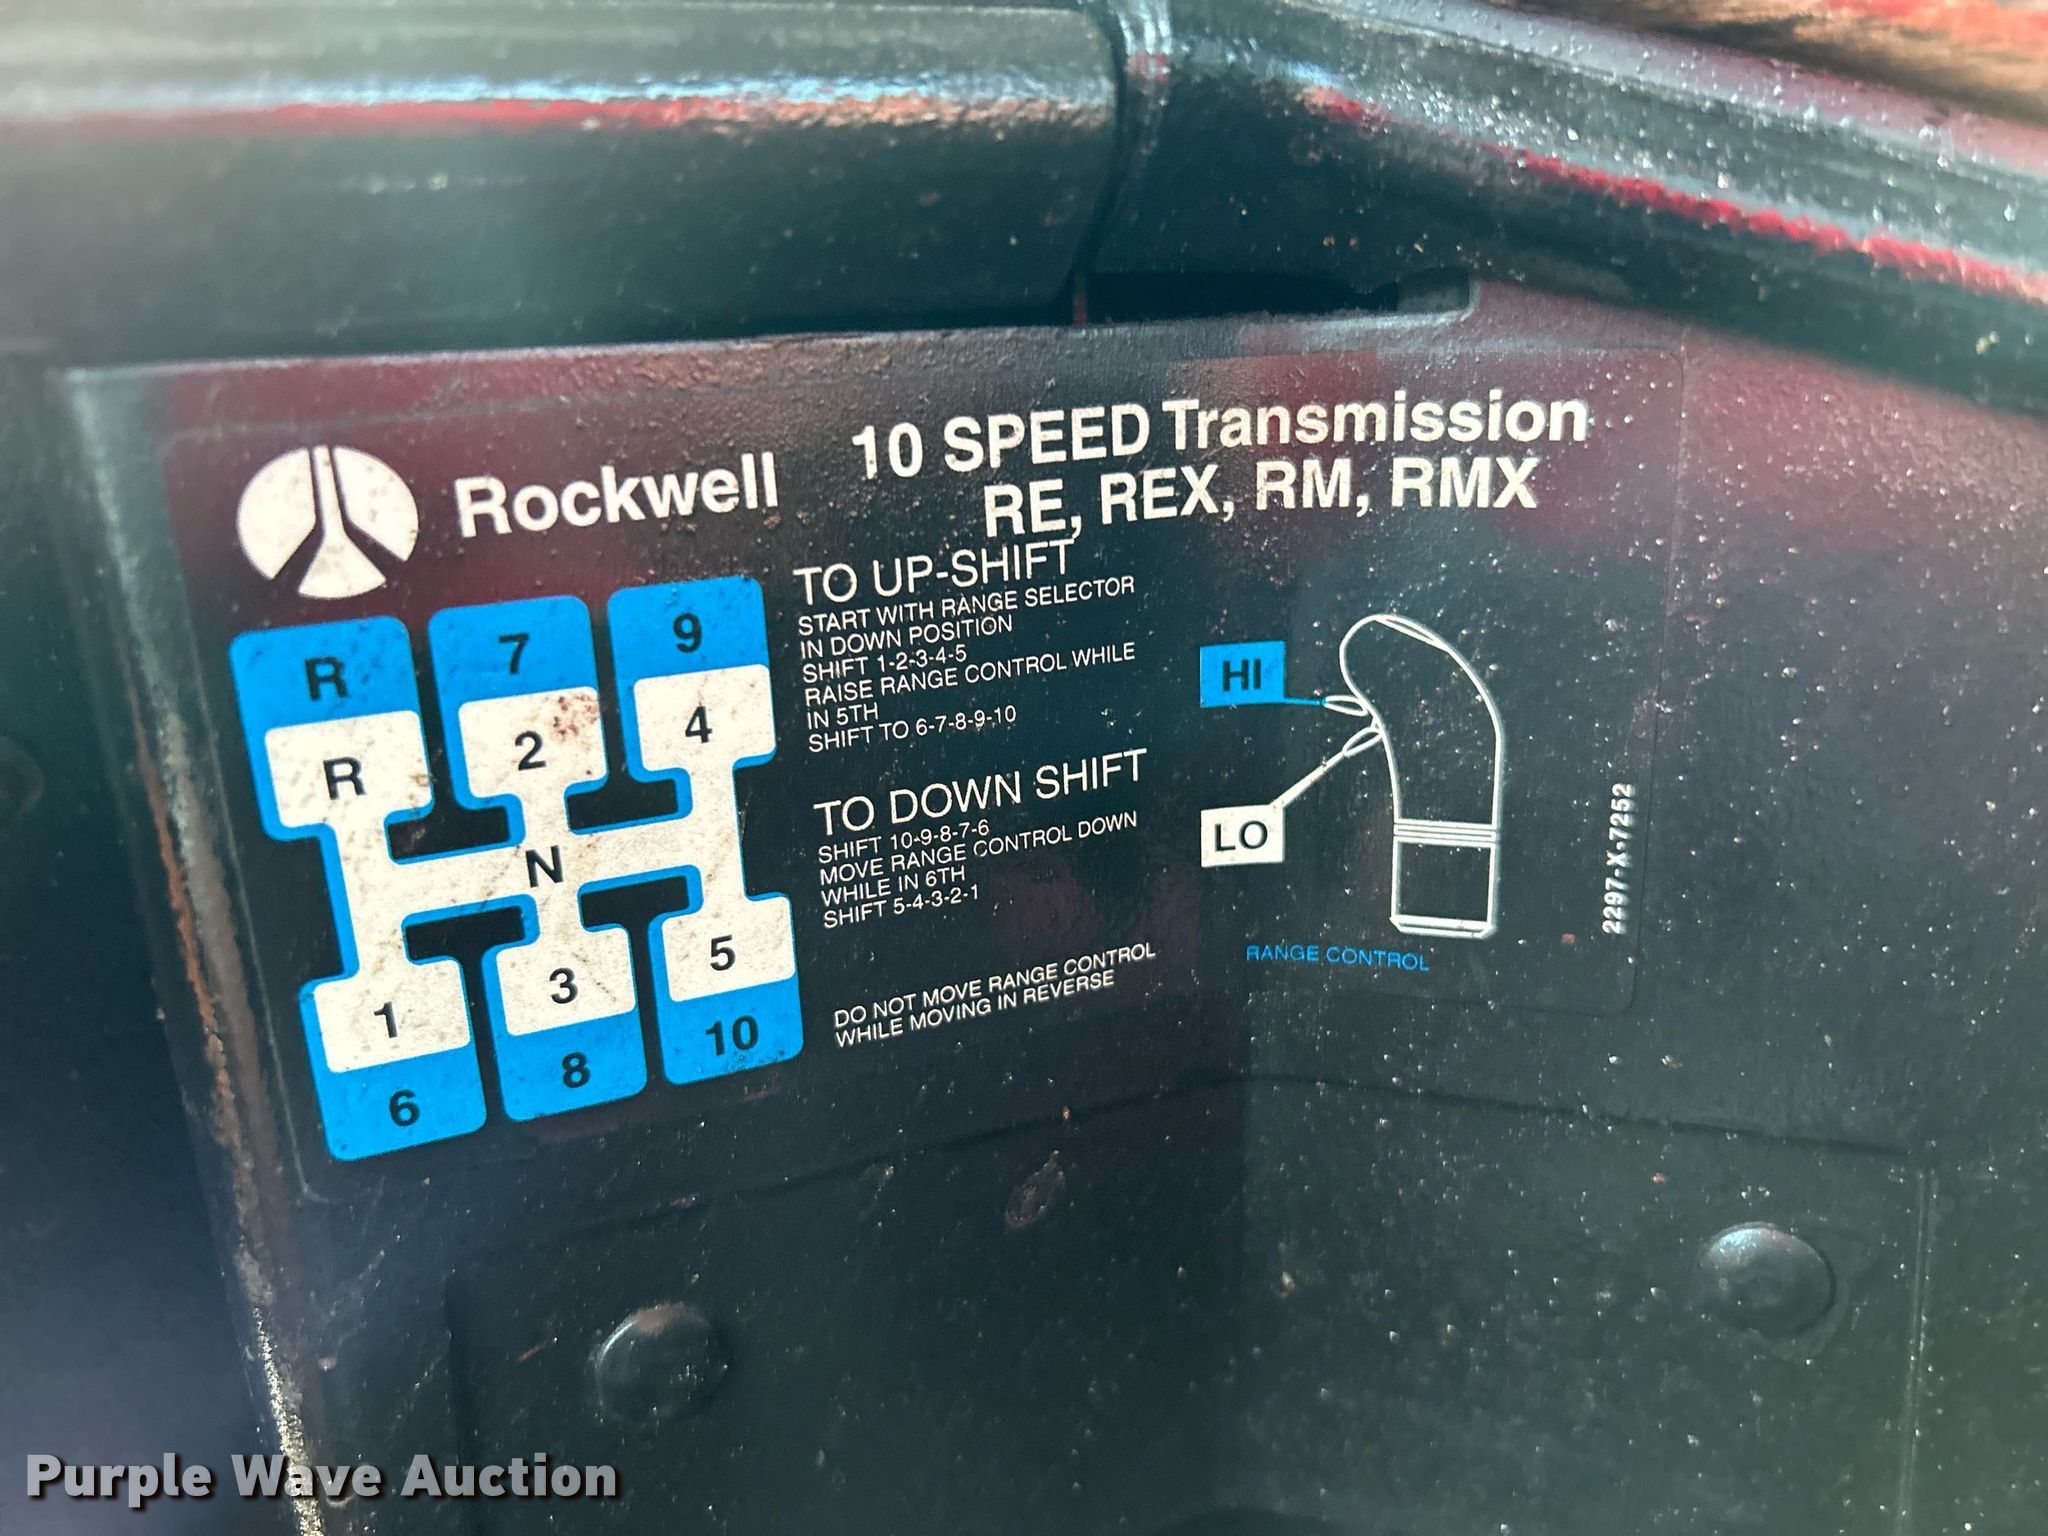 Rockwell
10 SPEED Transmission
RE, REX, RM, RMX
R 7 9
R 2 4
N
1 3 5
6 8 10
TO UP-SHIFT
START WITH RANGE SELECTOR
IN DOWN POSITION
SHIFT 1-2-3-4-5
RAISE RANGE CONTROL WHILE
IN 5TH
SHIFT TO 6-7-8-9-10
TO DOWN SHIFT
SHIFT 10-9-8-7-6
MOVE RANGE CONTROL DOWN
WHILE IN 6TH
SHIFT 5-4-3-2-1
DO NOT MOVE RANGE CONTROL
WHILE MOVING IN REVERSE
HI
LO
RANGE CONTROL
2297-X-7252
Purple Wave Auction